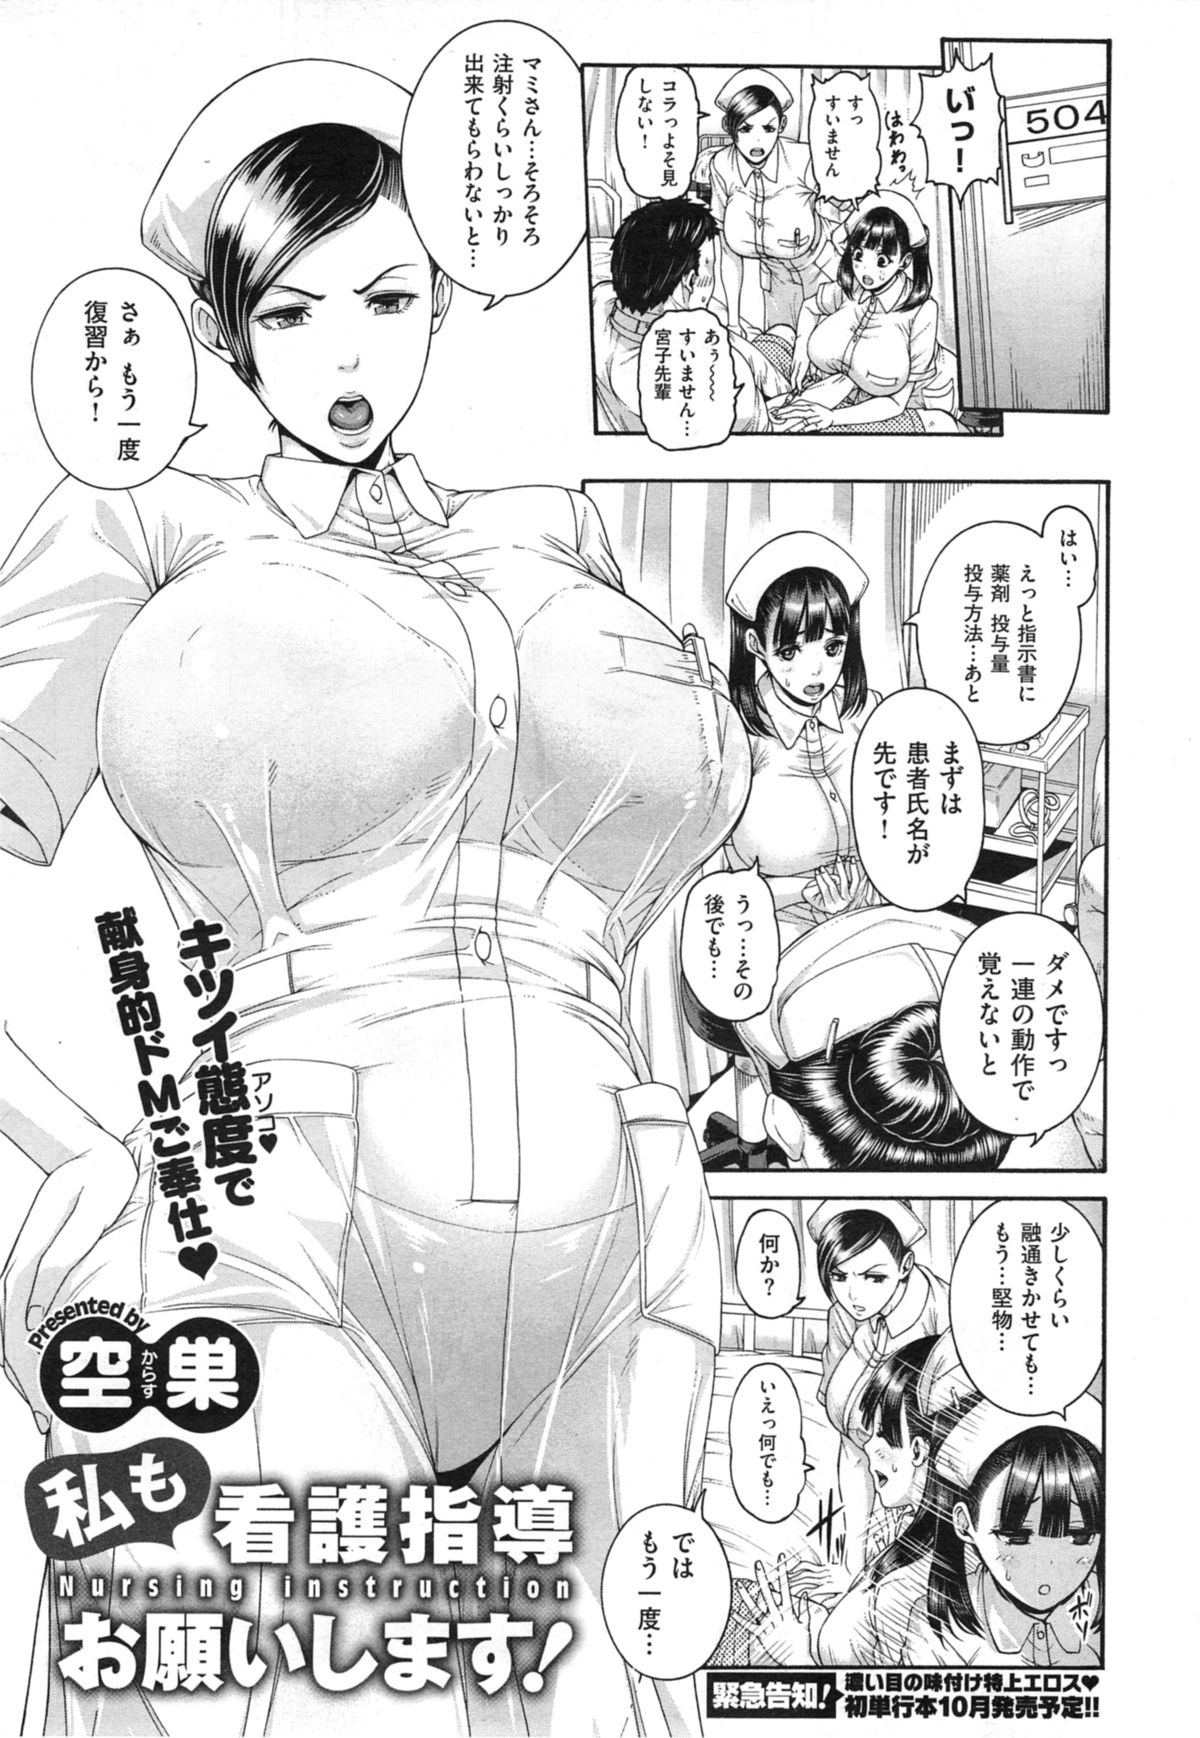 504
いっ！
すっ
すいません
（はわわっ
コラっよそ見
しない！
あぅ〜〜〜
すいません…
宮子先輩
マミさん…そろそろ
注射くらいしっかり
出来てもらわないと…
さぁ もう一度
復習から！
はい…
えっと指示書に
薬剤 投与量
投与方法…あと
まずは
患者氏名が
先です！
うっ…その
後でも…
ダメですっ
一連の動作で
覚えないと
少しくらい
融通きかせても…
もう…堅物…
ボソ
何か？
いえっ何でも…
では
もう一度…
キツイ態度で
アソコ♥
献身的ドMご奉仕♥
Presented by
空巣
からす
私も
看護指導
Nursing instruction
お願いします！
緊急告知！
濃い目の味付け特上エロス♥
初単行本10月発売予定!!